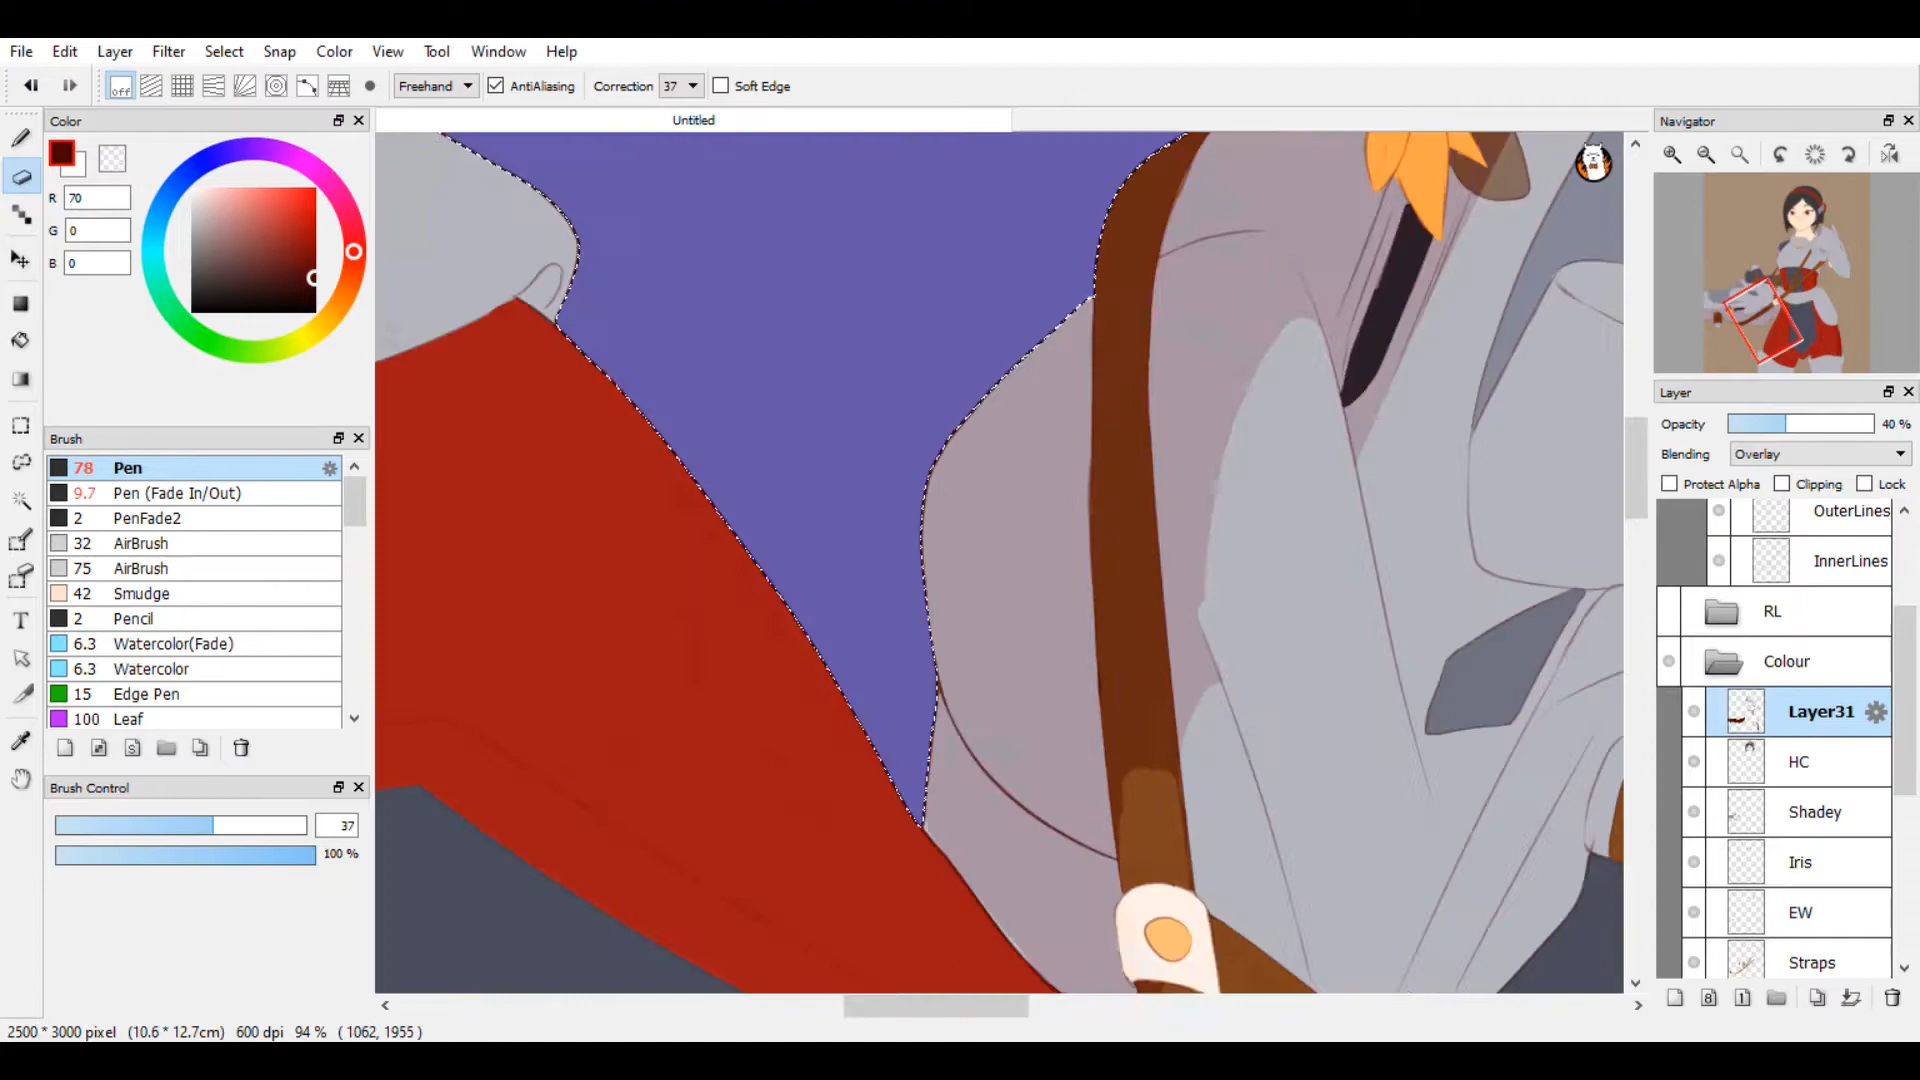 File Edit Layer Filter Select Snap Color View Tool Window Help
off Freehand AntiAliasing Correction 37 Soft Edge
Color
Untitled
Navigator
R 70
G 0
B 0
Layer
Opacity 40 %
Blending Overlay
Protect Alpha Clipping Lock
Brush
78 Pen
9.7 Pen (Fade In/Out)
2 PenFade2
32 AirBrush
75 AirBrush
42 Smudge
2 Pencil
6.3 Watercolor(Fade)
6.3 Watercolor
15 Edge Pen
100 Leaf
OuterLines
InnerLines
RL
Colour
Layer31
HC
Shadey
Iris
EW
Straps
Brush Control
37
100 %
2500 * 3000 pixel (10.6 * 12.7cm) 600 dpi 94 % ( 1062, 1955 )